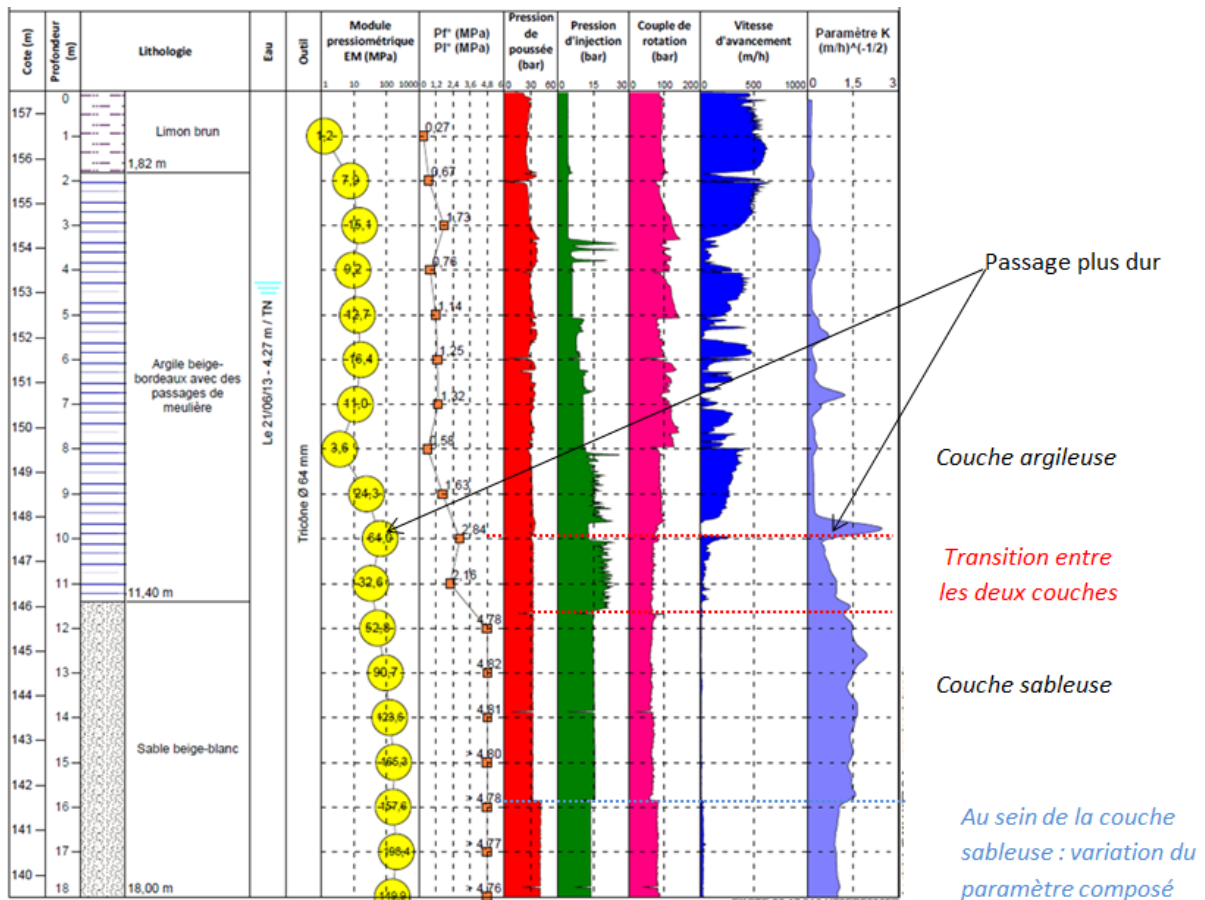 Cote (m)
Profondeur (m)
Lithologie
Eau
Outil
Module
pressiométrique
EM (MPa)
1 10 100 1000
Pf* (MPa)
Pl* (MPa)
0 1,2 2,4 3,6 4,8 6
Pression
de
poussée
(bar)
0 30 60
Pression
d'injection
(bar)
0 15 30
Couple de
rotation
(bar)
0 100 200
Vitesse
d'avancement
(m/h)
0 500 1000
Paramètre K
(m/h)^(-1/2)
0 1,5 3
157
156
155
154
153
152
151
150
149
148
147
146
145
144
143
142
141
140
0
1
2
3
4
5
6
7
8
9
10
11
12
13
14
15
16
17
18
Limon brun
1,82 m
Argile beige-
bordeaux avec des
passages de
meulière
11,40 m
Sable beige-blanc
18,00 m
Le 21/06/13 - 4.27 m / TN
Tricône Ø 64 mm
1,2
7,9
15,1
9,2
12,7
16,4
11,0
3,6
24,3
64,0
32,6
52,8
90,7
123,6
165,3
157,6
149,9
0,27
0,67
1,73
0,76
1,14
1,25
1,32
0,58
1,63
2,84
2,16
4,78
4,82
4,81
> 4,80
> 4,78
> 4,77
> 4,76
Passage plus dur
Couche argileuse
Transition entre
les deux couches
Couche sableuse
Au sein de la couche
sableuse : variation du
paramètre composé